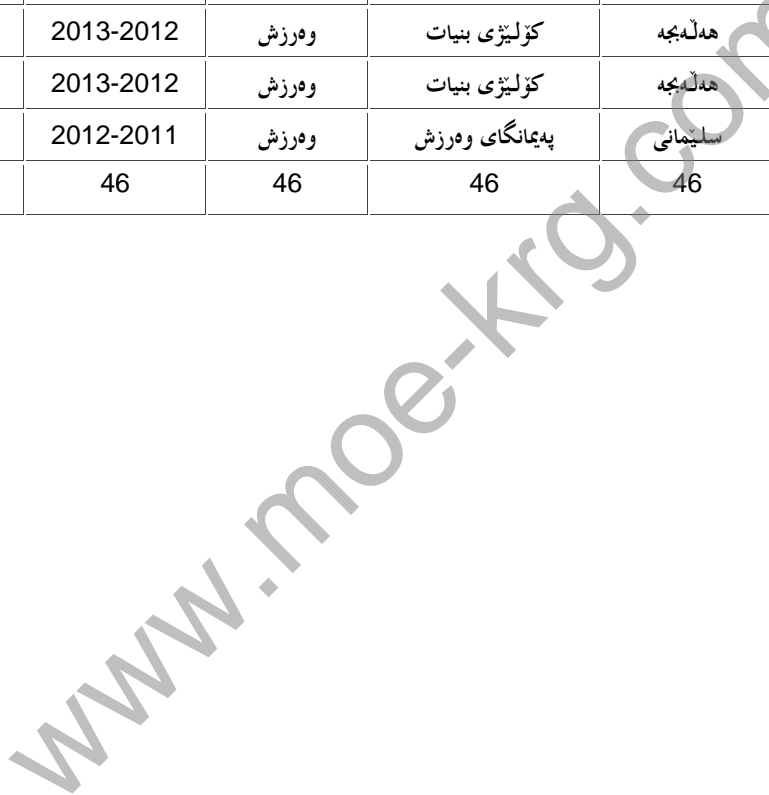 هەڵەبجە کۆلێژی بنیات وەرزش 2013-2012
هەڵەبجە کۆلێژی بنیات وەرزش 2013-2012
سلێمانی پەیمانگای وەرزش وەرزش 2012-2011
46 46 46 46
www.moe-krg.com